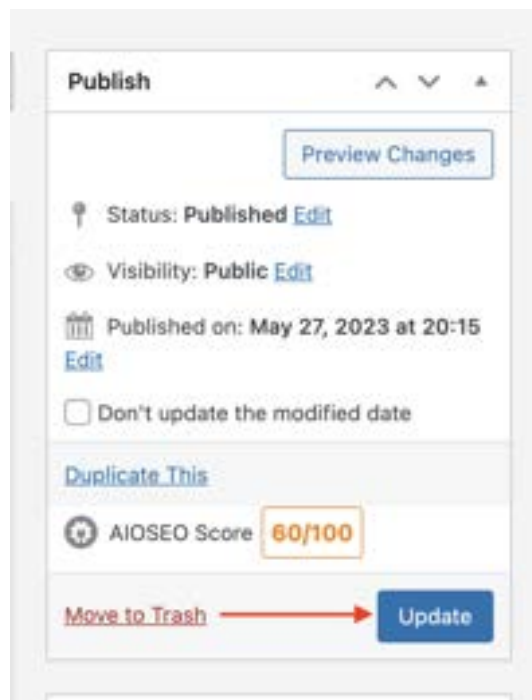 Publish
Preview Changes
Status: Published Edit
Visibility: Public Edit
Published on: May 27, 2023 at 20:15
Edit
Don't update the modified date
Duplicate This
AIOSEO Score 60/100
Move to Trash Update